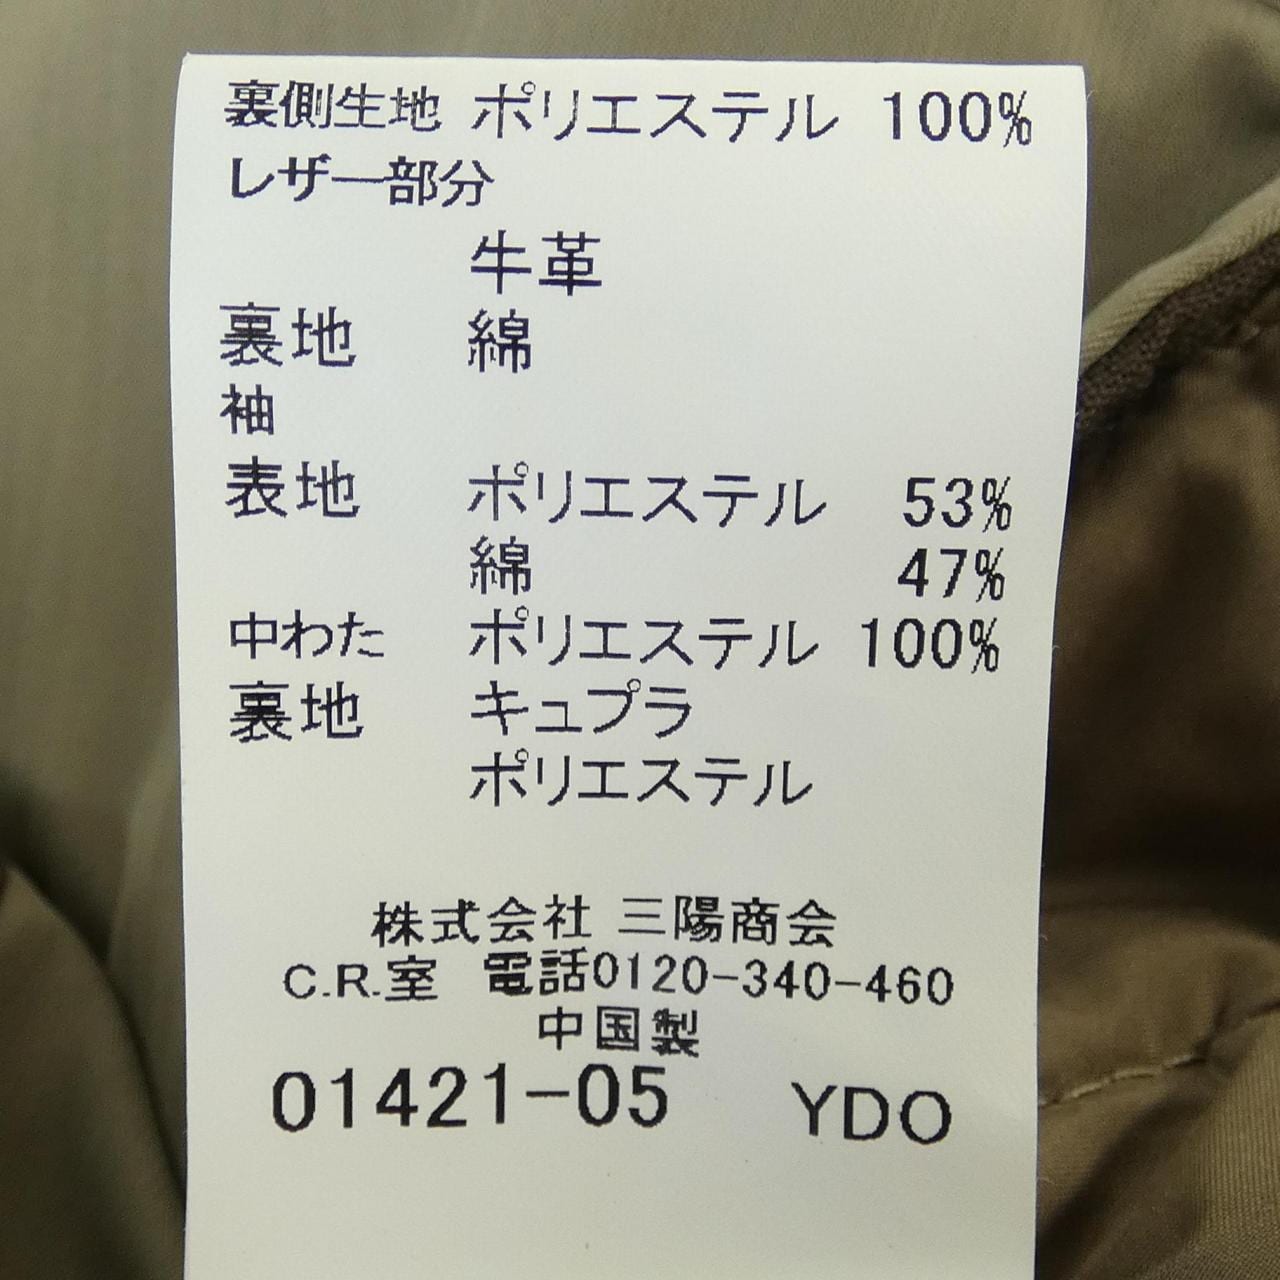 裏側生地 ポリエステル 100%
レザー部分
牛革
裏地 綿
袖
表地 ポリエステル 53%
綿 47%
中わた ポリエステル 100%
裏地 キュプラ
ポリエステル
株式会社 三陽商会
C.R.室 電話0120-340-460
中国製
01421-05 YDO